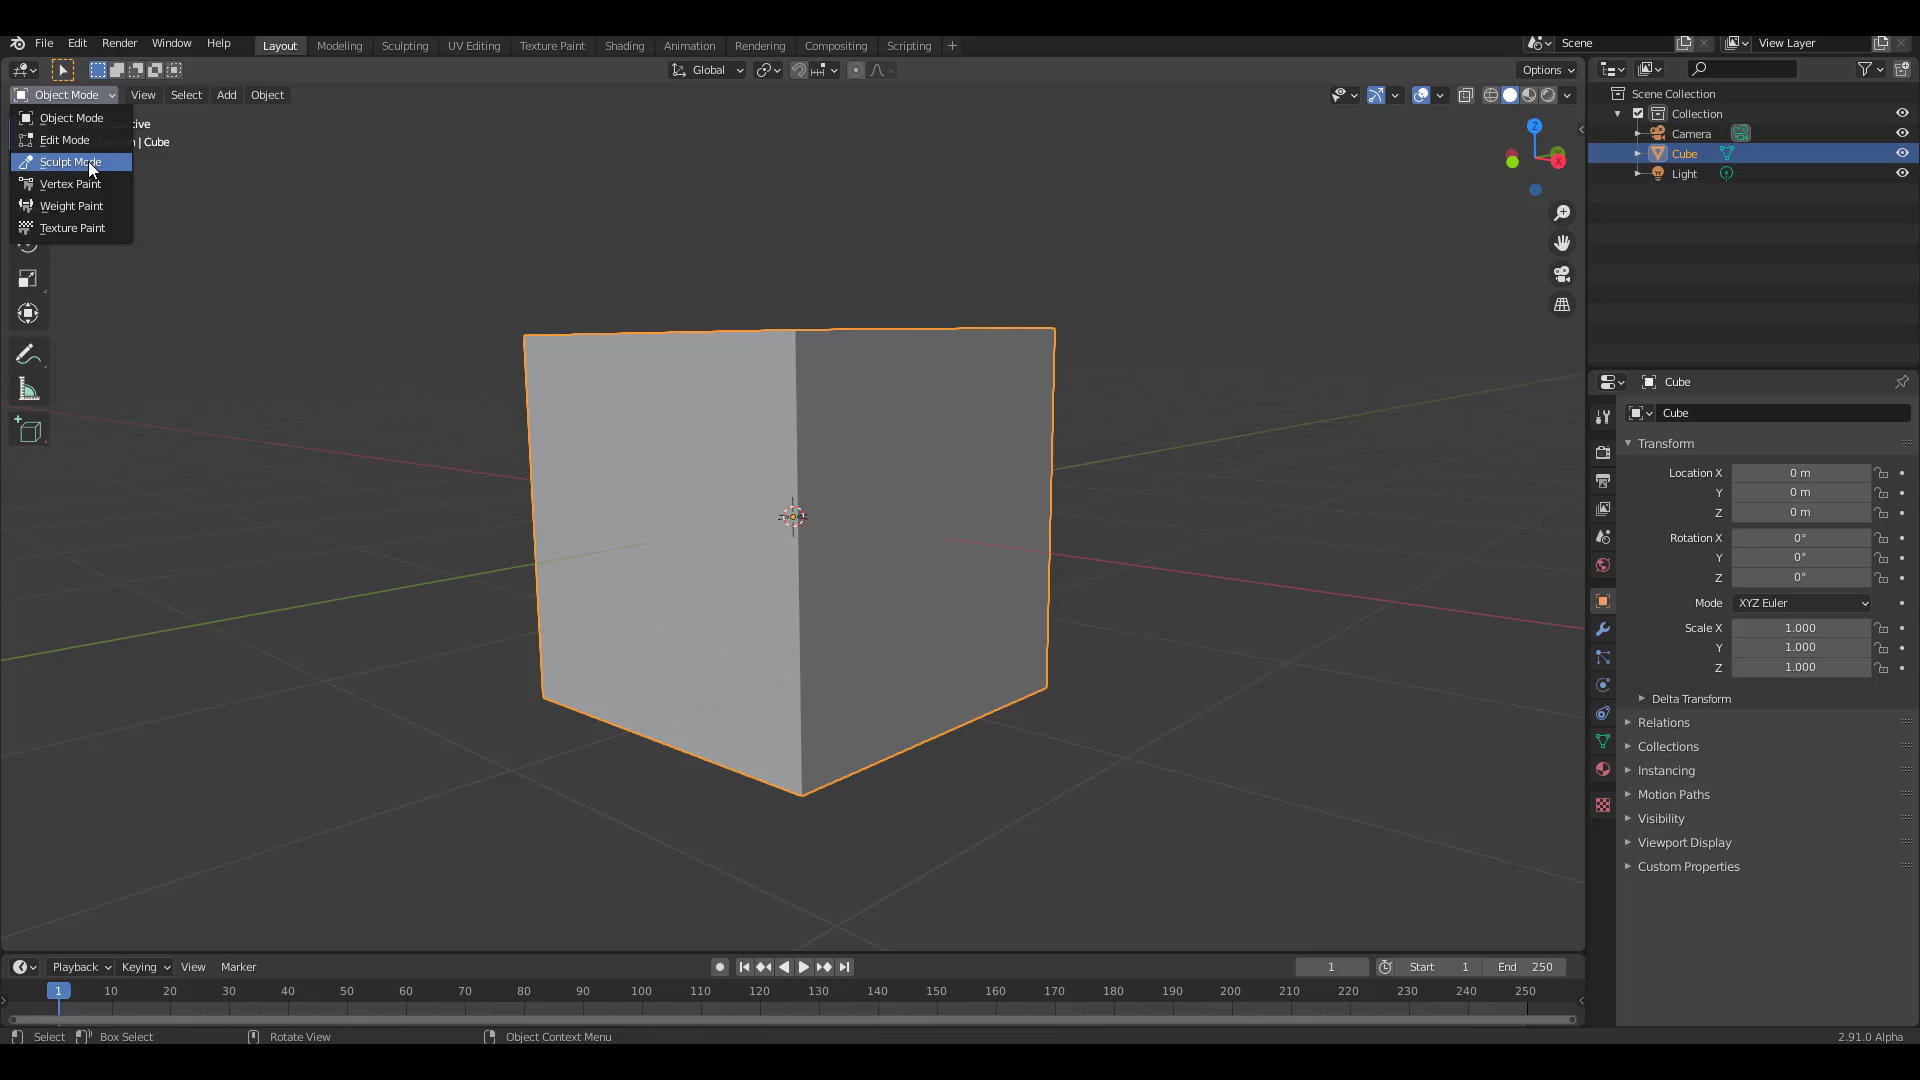 File Edit Render Window Help Layout Modeling Sculpting UV Editing Texture Paint Shading Animation Rendering Compositing Scripting + Scene View Layer
Global Options
Object Mode View Select Add Object
Object Mode
Edit Mode
Sculpt Mode
Vertex Paint
Weight Paint
Texture Paint
| Cube
Z
X
Scene Collection
Collection
Camera
Cube
Light
Cube
Cube
Transform
Location X 0 m
Y 0 m
Z 0 m
Rotation X 0°
Y 0°
Z 0°
Mode XYZ Euler
Scale X 1.000
Y 1.000
Z 1.000
Delta Transform
Relations
Collections
Instancing
Motion Paths
Visibility
Viewport Display
Custom Properties
Playback Keying View Marker 1 Start 1 End 250
1 10 20 30 40 50 60 70 80 90 100 110 120 130 140 150 160 170 180 190 200 210 220 230 240 250
Select Box Select Rotate View Object Context Menu 2.91.0 Alpha